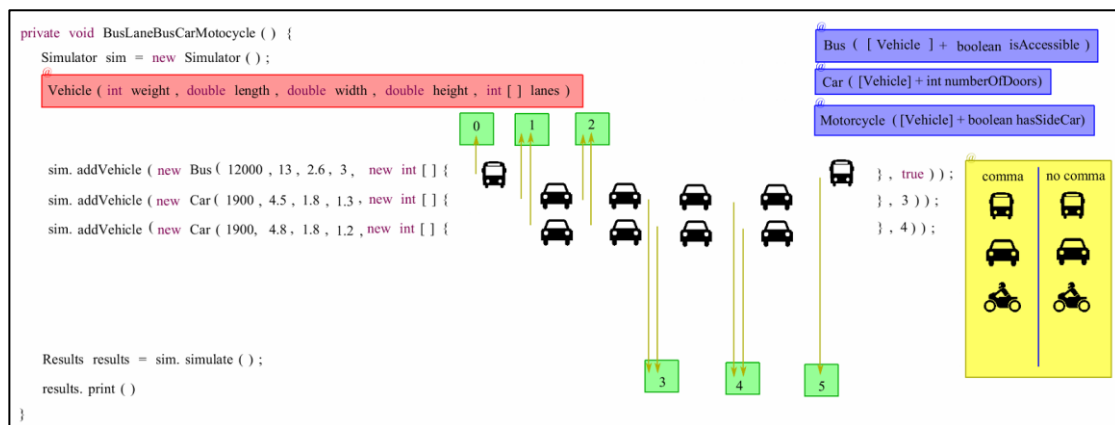 private void BusLaneBusCarMotocycle ( ) {
@
Bus ( [ Vehicle ] + boolean isAccessible )
Simulator sim = new Simulator ( ) ;
@
Vehicle ( int weight , double length , double width , double height , int [ ] lanes )
@
Car ( [Vehicle] + int numberOfDoors)
@
Motorcycle ( [Vehicle] + boolean hasSideCar)
0 1 2
sim. addVehicle ( new Bus ( 12000 , 13 , 2.6 , 3 , new int [ ] { } , true ) ) ;
sim. addVehicle ( new Car ( 1900 , 4.5 , 1.8 , 1.3 , new int [ ] { } , 3 ) ) ;
sim. addVehicle ( new Car ( 1900, 4.8 , 1.8 , 1.2 , new int [ ] { } , 4 ) ) ;
@
comma no comma
Results results = sim. simulate ( ) ;
3 4 5
results. print ( )
}